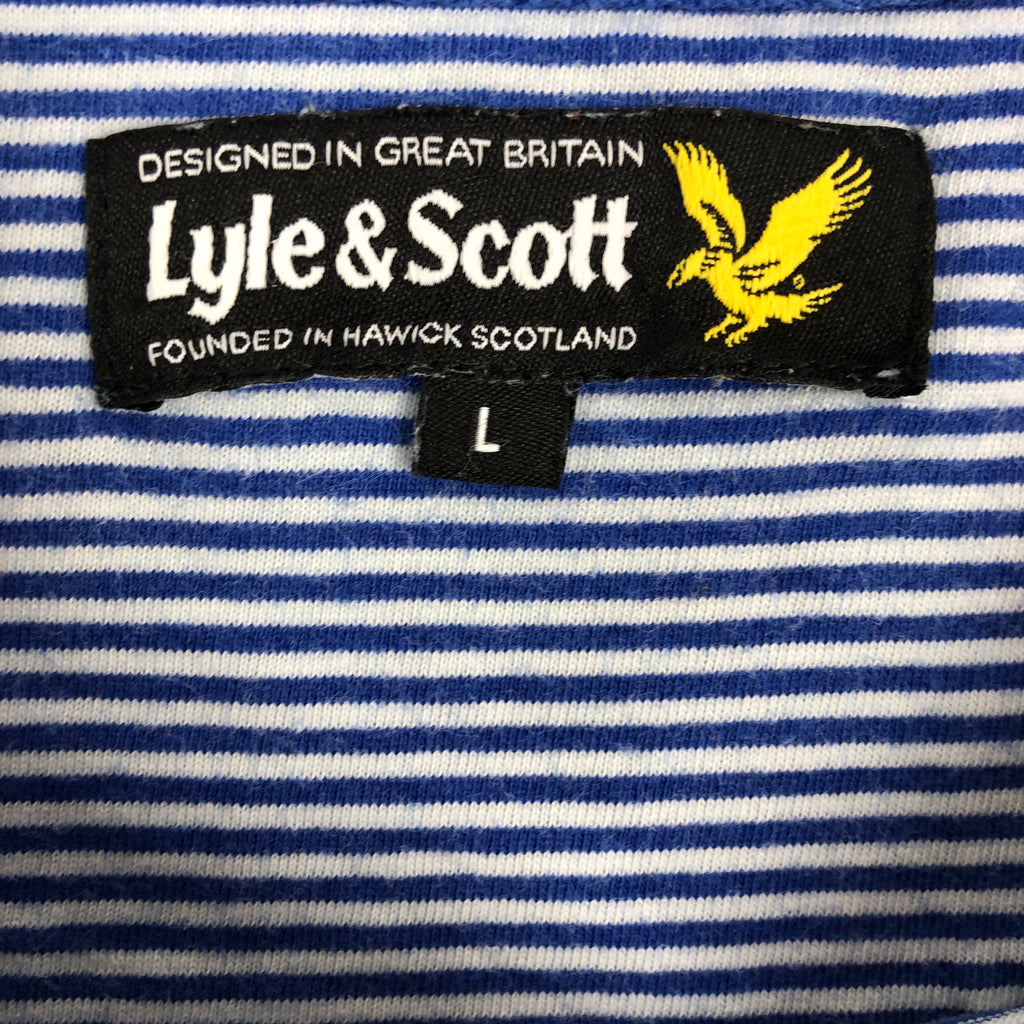 DESIGNED IN GREAT BRITAIN
Lyle & Scott
FOUNDED IN HAWICK SCOTLAND
L